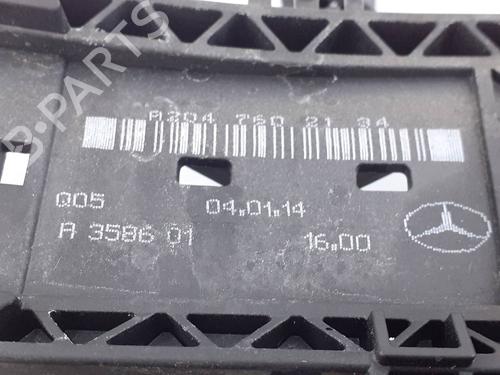 A204 760 21 34
Q05 04.01.14
A 3586 01 16.00
B-PARTS